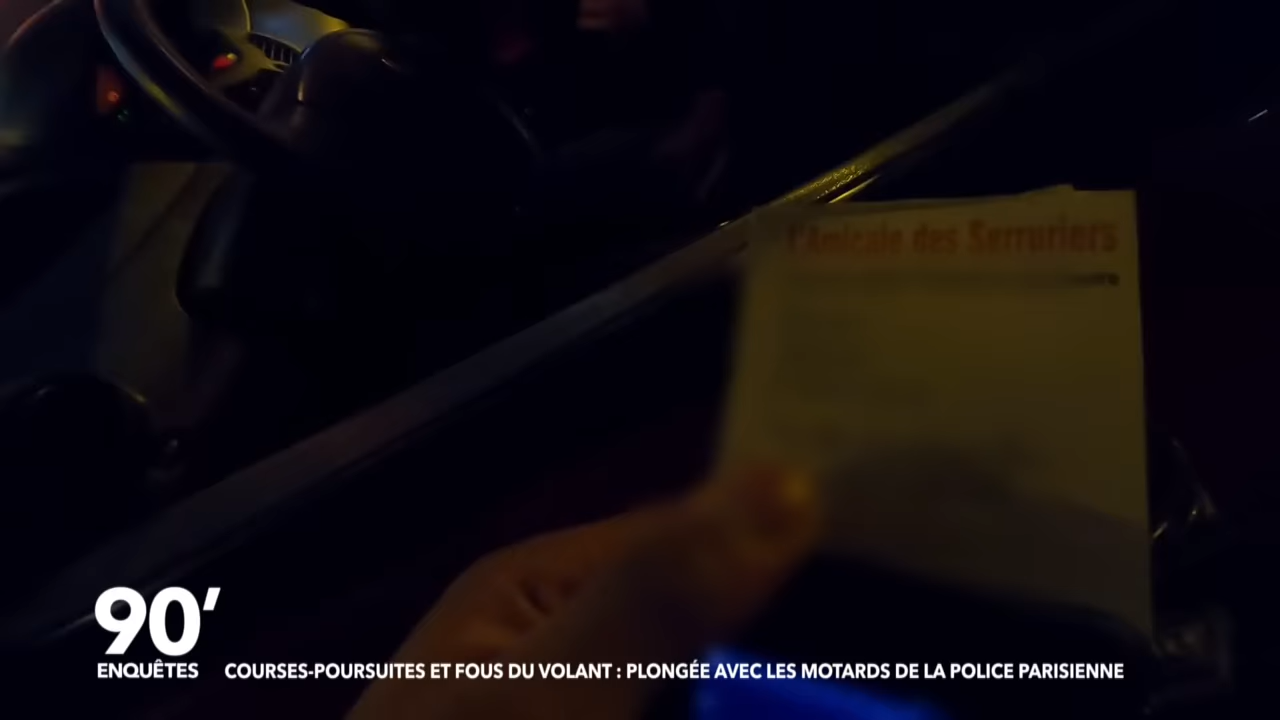 l'Amicale des Serruriers
90'
ENQUÊTES
COURSES-POURSUITES ET FOUS DU VOLANT : PLONGÉE AVEC LES MOTARDS DE LA POLICE PARISIENNE